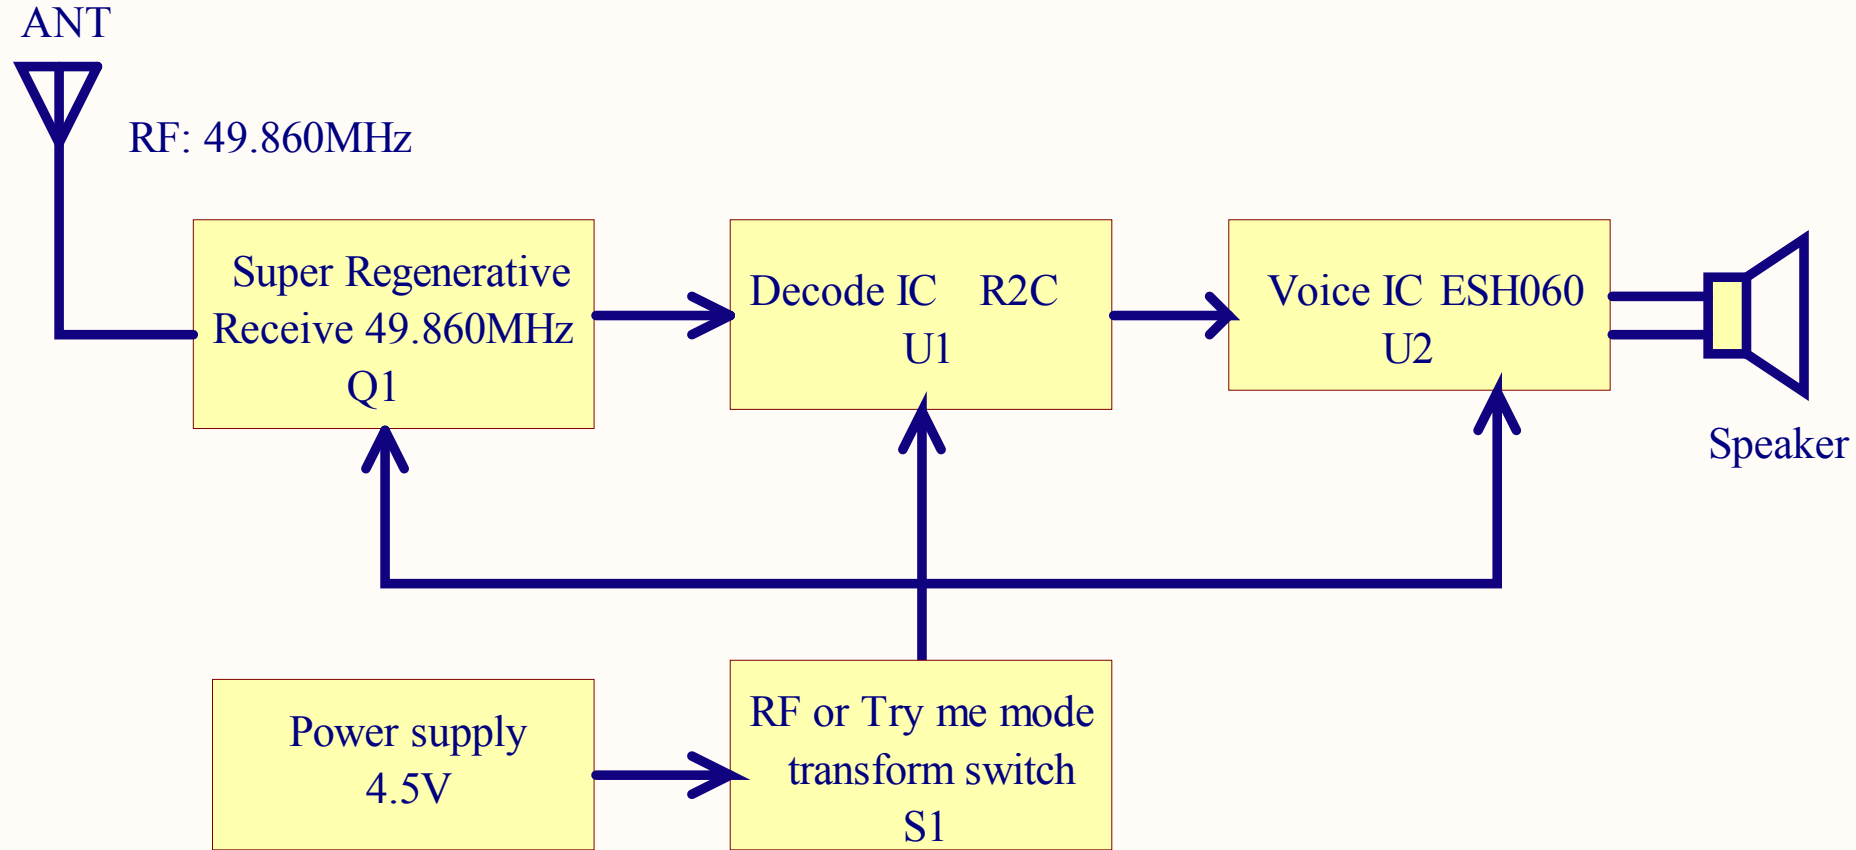 ANT
RF: 49.860MHz
Super Regenerative
Receive 49.860MHz
Q1
Decode IC R2C
U1
Voice IC ESH060
U2
Speaker
Power supply
4.5V
RF or Try me mode
transform switch
S1